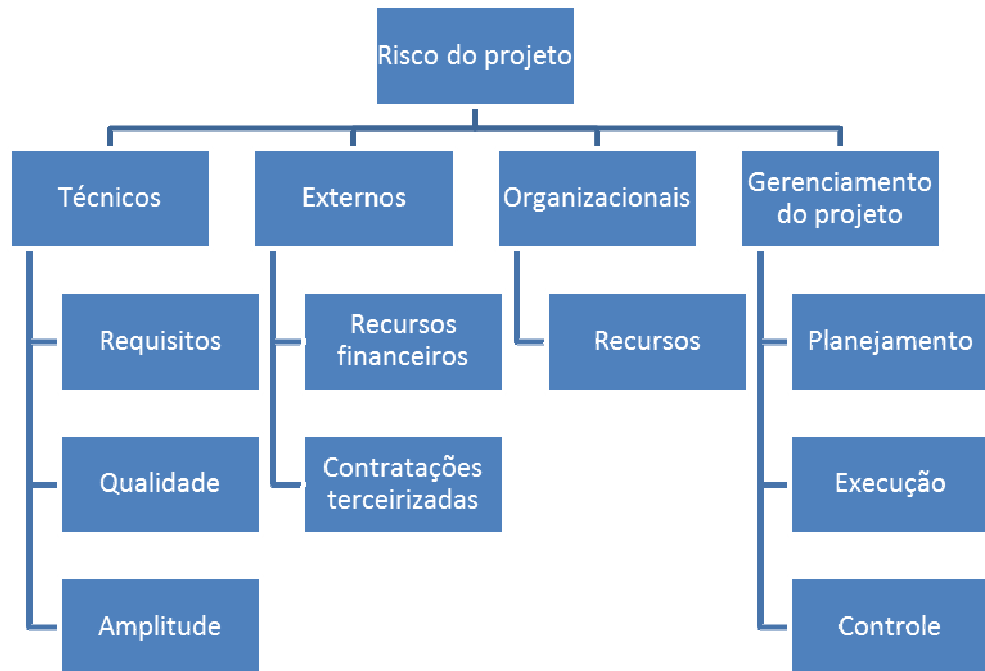 Risco do projeto
Técnicos
Externos
Organizacionais
Gerenciamento
do projeto
Requisitos
Recursos
financeiros
Recursos
Planejamento
Qualidade
Contratações
terceirizadas
Execução
Amplitude
Controle